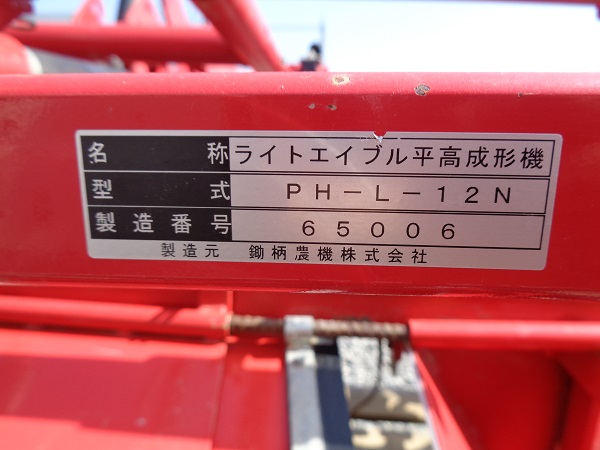 名称 ライトエイブル平高成形機
型式 PH-L-12N
製造番号 65006
製造元 鋤柄農機株式会社